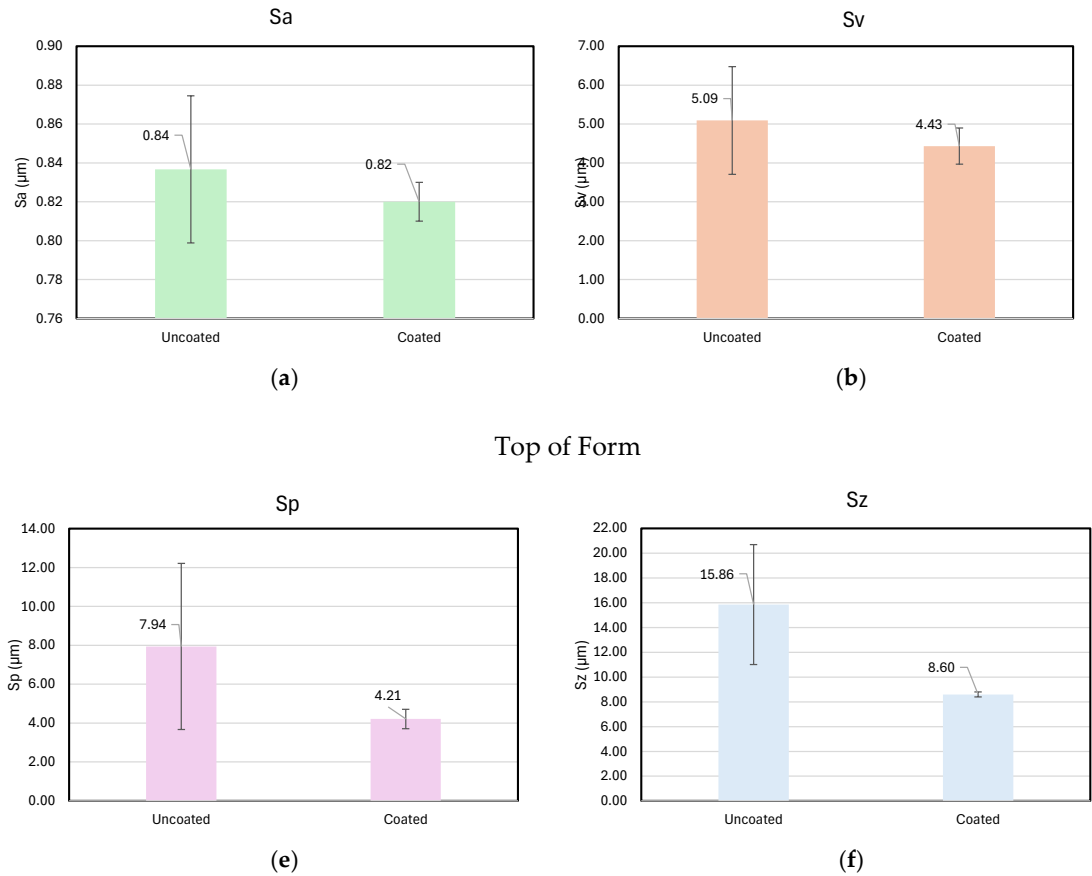 Sa
0.90
0.88
0.86
0.84
0.82
0.80
0.78
0.76
Sa (µm)
0.84
0.82
Uncoated
Coated
(a)
Sv
7.00
6.00
5.00
4.00
3.00
2.00
1.00
0.00
Sv (µm)
5.09
4.43
Uncoated
Coated
(b)
Top of Form
Sp
14.00
12.00
10.00
8.00
6.00
4.00
2.00
0.00
Sp (µm)
7.94
4.21
Uncoated
Coated
(e)
Sz
22.00
20.00
18.00
16.00
14.00
12.00
10.00
8.00
6.00
4.00
2.00
0.00
Sz (µm)
15.86
8.60
Uncoated
Coated
(f)